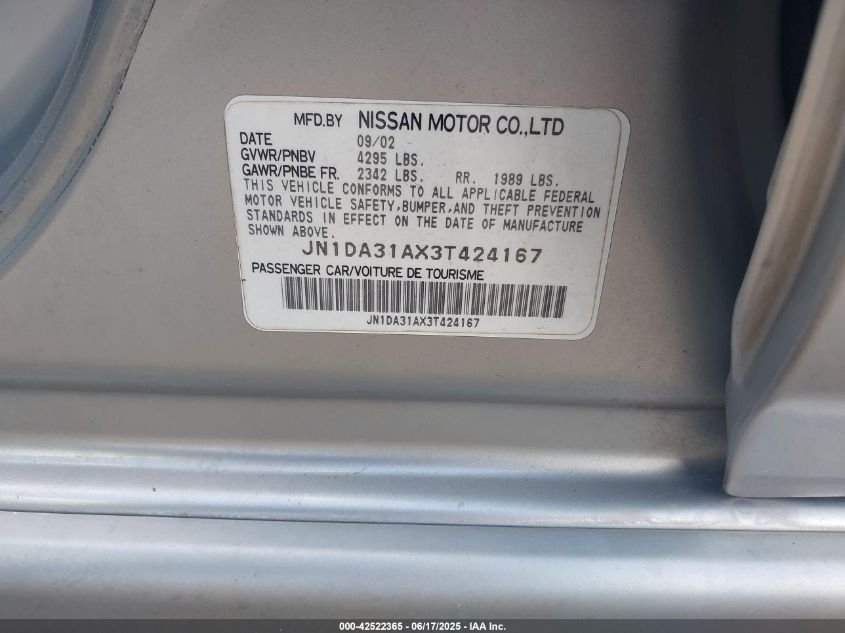 MFD.BY NISSAN MOTOR CO.,LTD
DATE 09/02
GVWR/PNBV 4295 LBS.
GAWR/PNBE FR. 2342 LBS. RR. 1989 LBS.
THIS VEHICLE CONFORMS TO ALL APPLICABLE FEDERAL
MOTOR VEHICLE SAFETY,BUMPER,AND THEFT PREVENTION
STANDARDS IN EFFECT ON THE DATE OF MANUFACTURE
SHOWN ABOVE.
JN1DA31AX3T424167
PASSENGER CAR/VOITURE DE TOURISME
JN1DA31AX3T424167
000-42522365 - 06/17/2025 - IAA Inc.